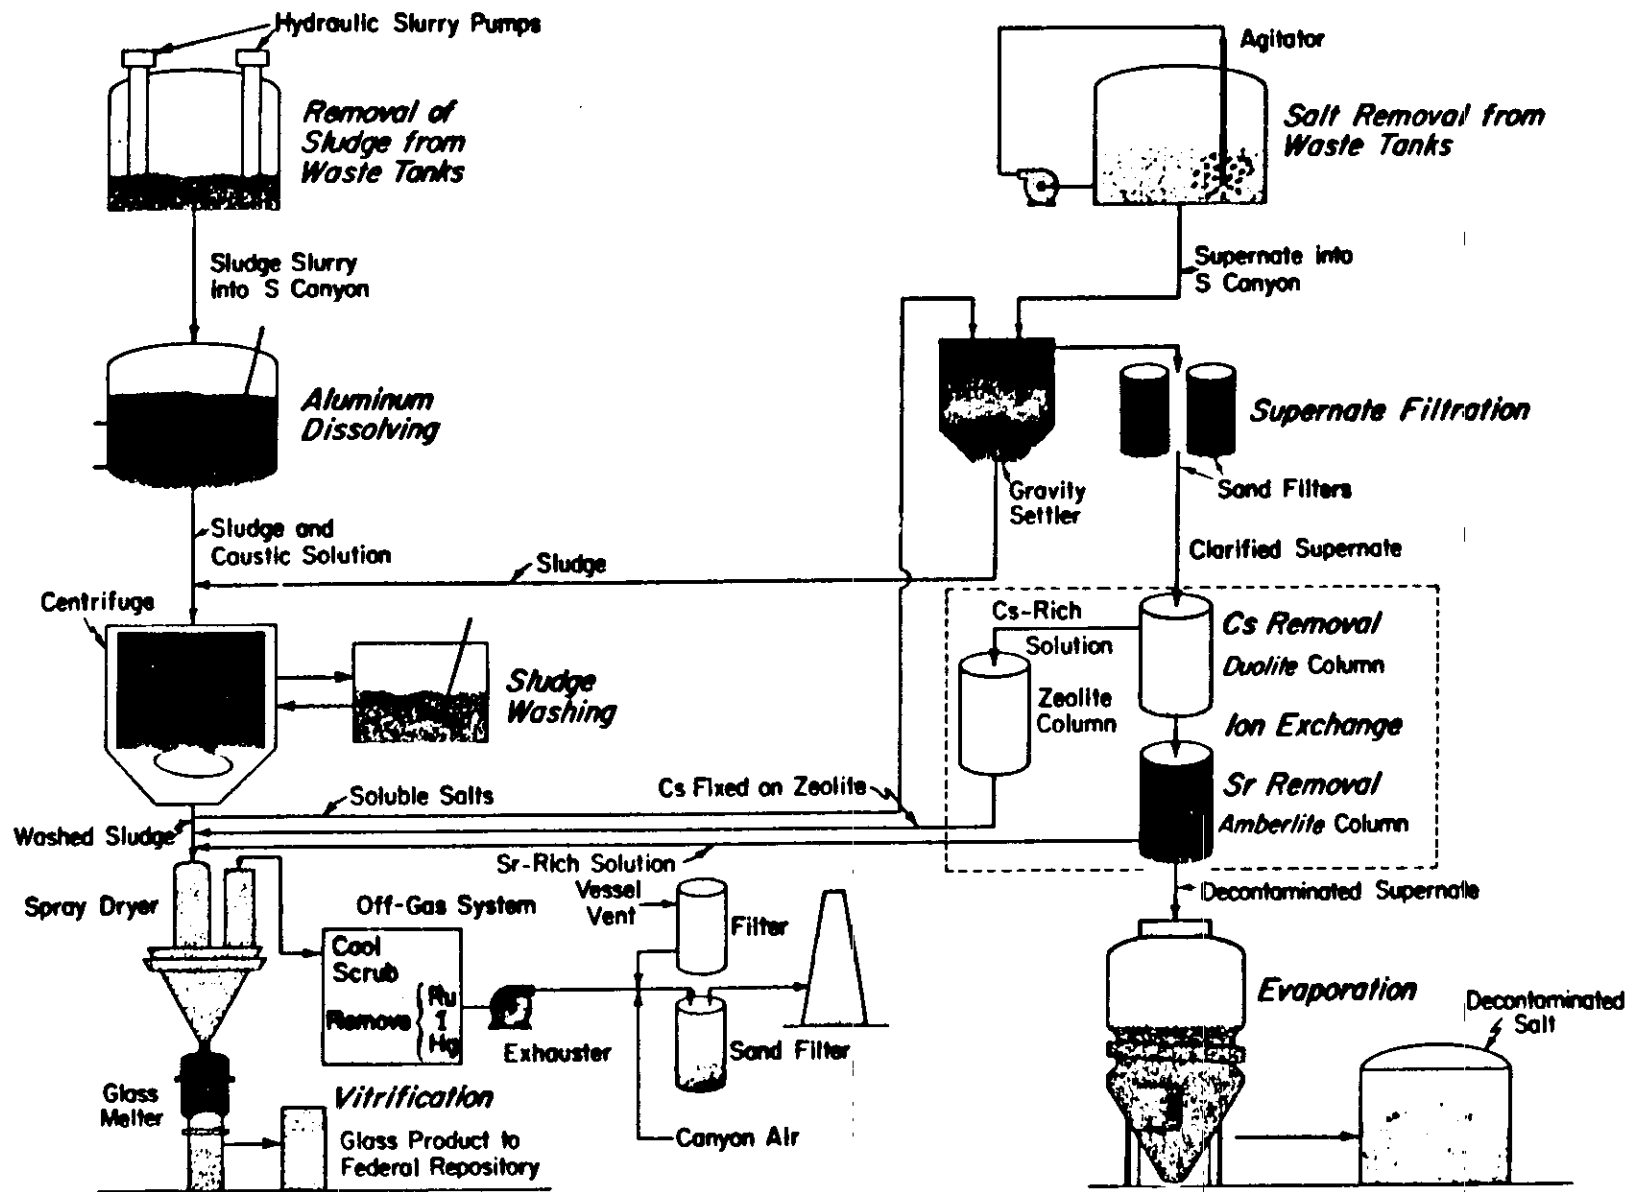 Hydraulic Slurry Pumps
Removal of
Sludge from
Waste Tanks
Agitator
Salt Removal from
Waste Tanks
Sludge Slurry
into S Canyon
Supernate into
S Canyon
Aluminum
Dissolving
Supernate Filtration
Gravity
Settler
Sand Filters
Sludge and
Caustic Solution
Sludge
Clarified Supernate
Centrifuge
Sludge
Washing
Cs-Rich
Solution
Cs Removal
Duolite Column
Zeolite
Column
Ion Exchange
Sr Removal
Amberlite Column
Soluble Salts
Cs Fixed on Zeolite
Washed Sludge
Sr-Rich Solution
Decontaminated Supernate
Spray Dryer
Off-Gas System
Vessel
Vent
Filter
Cool
Scrub
Remove
Ru
I
Hg
Exhauster
Sand Filter
Evaporation
Decontaminated
Salt
Glass
Melter
Vitrification
Glass Product to
Federal Repository
Canyon Air